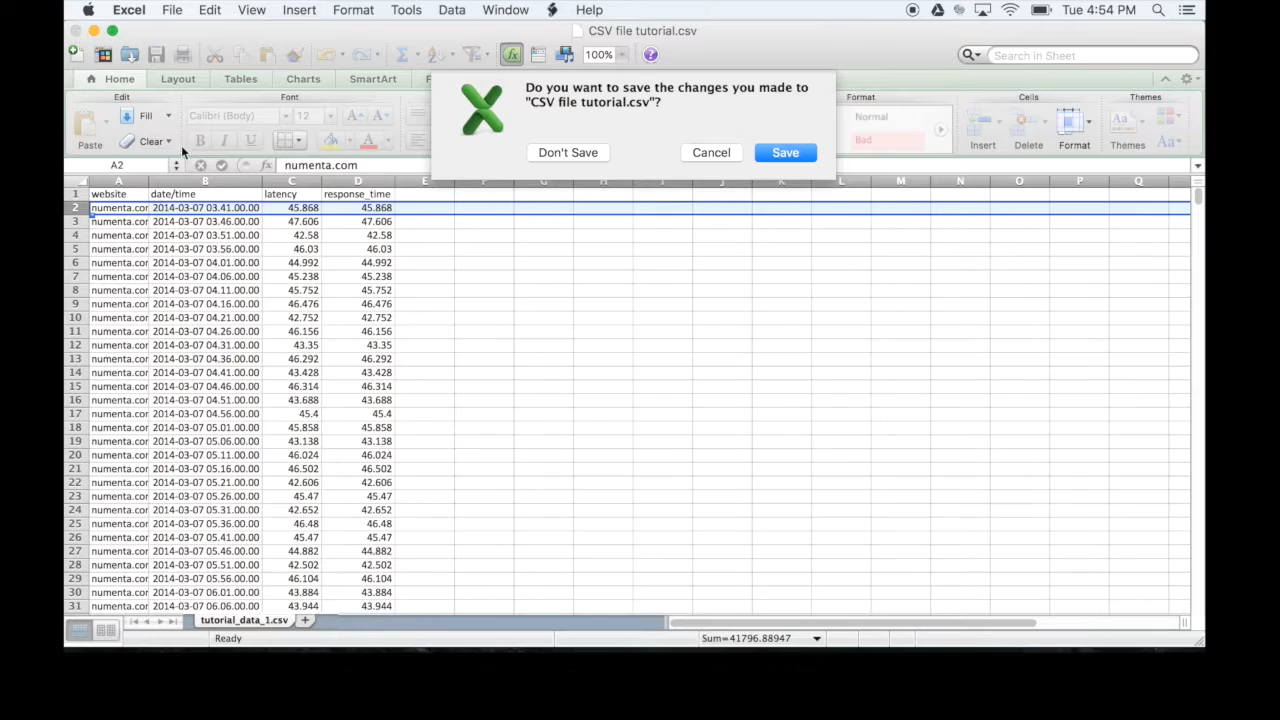 Excel File Edit View Insert Format Tools Data Window Help Tue 4:54 PM
CSV file tutorial.csv
100% Search in Sheet
Home Layout Tables Charts SmartArt
Do you want to save the changes you made to
"CSV file tutorial.csv"?
Don't Save Cancel Save
Edit Font Format Cells Themes
Fill Calibri (Body) 12 Normal
Paste Clear Bad Insert Delete Format Themes
A2 numenta.com
A B C D E F G H I J K L M N O P Q
1 website date/time latency response_time
2 numenta.cor 2014-03-07 03.41.00.00 45.868 45.868
3 numenta.cor 2014-03-07 03.46.00.00 47.606 47.606
4 numenta.cor 2014-03-07 03.51.00.00 42.58 42.58
5 numenta.cor 2014-03-07 03.56.00.00 46.03 46.03
6 numenta.cor 2014-03-07 04.01.00.00 44.992 44.992
7 numenta.cor 2014-03-07 04.06.00.00 45.238 45.238
8 numenta.cor 2014-03-07 04.11.00.00 45.752 45.752
9 numenta.cor 2014-03-07 04.16.00.00 46.476 46.476
10 numenta.cor 2014-03-07 04.21.00.00 42.752 42.752
11 numenta.cor 2014-03-07 04.26.00.00 46.156 46.156
12 numenta.cor 2014-03-07 04.31.00.00 43.35 43.35
13 numenta.cor 2014-03-07 04.36.00.00 46.292 46.292
14 numenta.cor 2014-03-07 04.41.00.00 43.428 43.428
15 numenta.cor 2014-03-07 04.46.00.00 46.314 46.314
16 numenta.cor 2014-03-07 04.51.00.00 43.688 43.688
17 numenta.cor 2014-03-07 04.56.00.00 45.4 45.4
18 numenta.cor 2014-03-07 05.01.00.00 45.858 45.858
19 numenta.cor 2014-03-07 05.06.00.00 43.138 43.138
20 numenta.cor 2014-03-07 05.11.00.00 46.024 46.024
21 numenta.cor 2014-03-07 05.16.00.00 46.502 46.502
22 numenta.cor 2014-03-07 05.21.00.00 42.606 42.606
23 numenta.cor 2014-03-07 05.26.00.00 45.47 45.47
24 numenta.cor 2014-03-07 05.31.00.00 42.652 42.652
25 numenta.cor 2014-03-07 05.36.00.00 46.48 46.48
26 numenta.cor 2014-03-07 05.41.00.00 45.47 45.47
27 numenta.cor 2014-03-07 05.46.00.00 44.882 44.882
28 numenta.cor 2014-03-07 05.51.00.00 42.502 42.502
29 numenta.cor 2014-03-07 05.56.00.00 46.104 46.104
30 numenta.cor 2014-03-07 06.01.00.00 43.884 43.884
31 numenta.cor 2014-03-07 06.06.00.00 43.944 43.944
tutorial_data_1.csv
Ready Sum=41796.88947